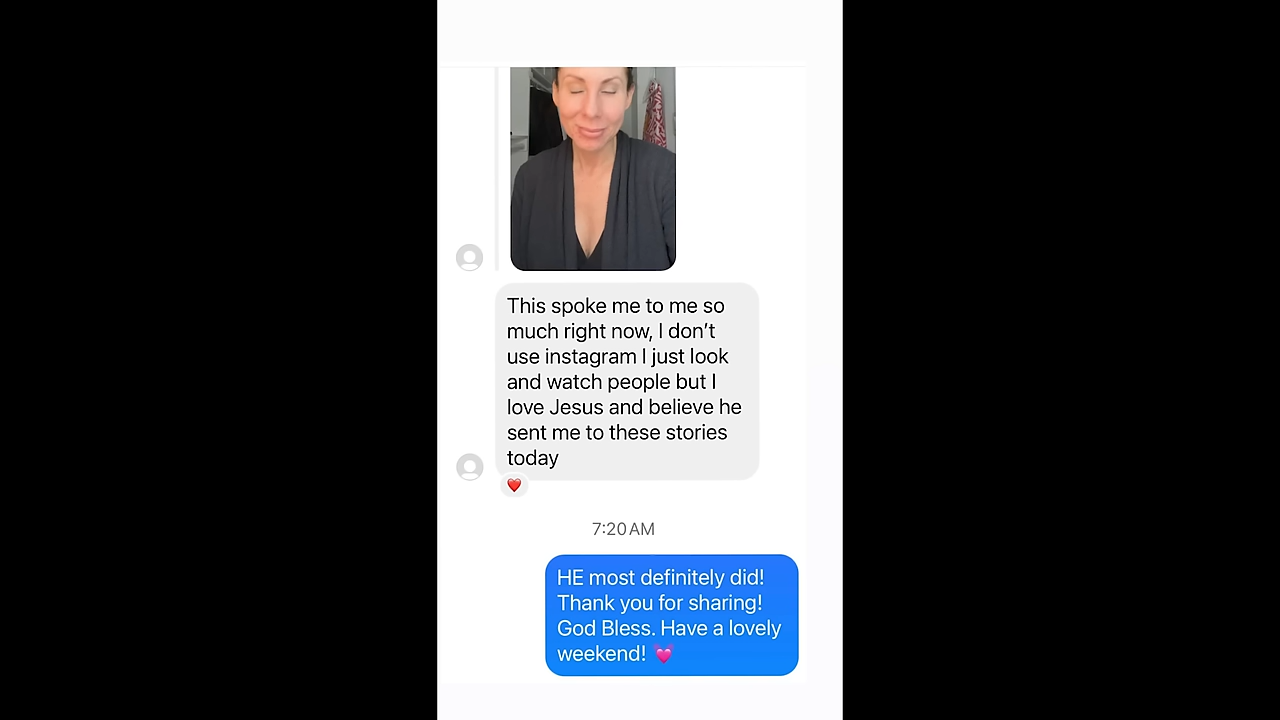 This spoke me to me so
much right now, I don’t
use instagram I just look
and watch people but I
love Jesus and believe he
sent me to these stories
today
7:20 AM
HE most definitely did!
Thank you for sharing!
God Bless. Have a lovely
weekend! 💓